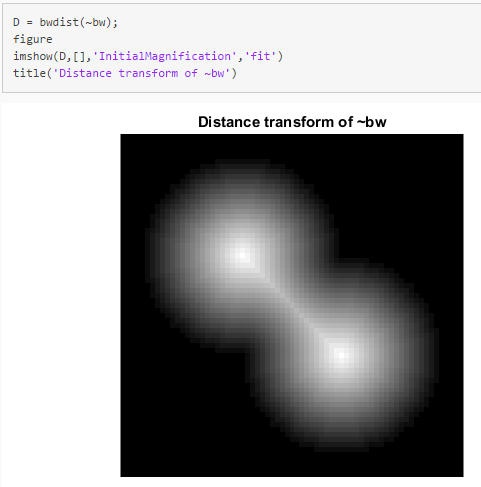 D = bwdist(~bw);
figure
imshow(D,[],'InitialMagnification','fit')
title('Distance transform of ~bw')
Distance transform of ~bw